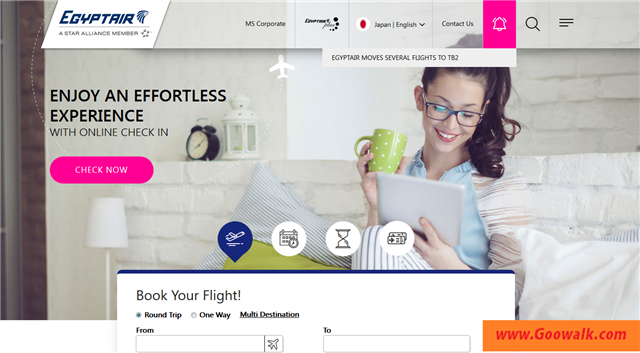 EGYPTAIR
A STAR ALLIANCE MEMBER
MS Corporate
EGYPTAIR plus
Japan | English
Contact Us
EGYPTAIR MOVES SEVERAL FLIGHTS TO TB2
ENJOY AN EFFORTLESS
EXPERIENCE
WITH ONLINE CHECK IN
CHECK NOW
Book Your Flight!
Round Trip
One Way
Multi Destination
From
To
www.Goowalk.com